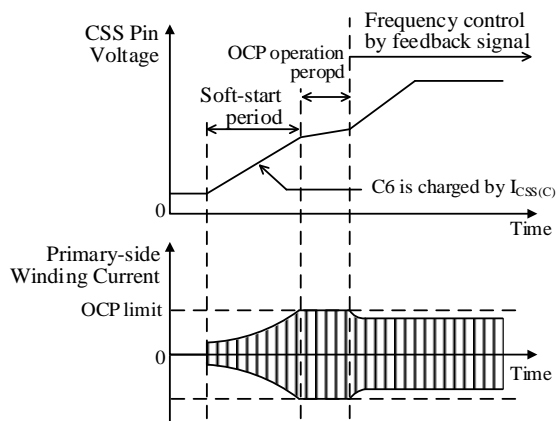 CSS Pin
Voltage
Frequency control
by feedback signal
OCP operation
peropd
Soft-start
period
C6 is charged by ICSS(C)
0
Time
Primary-side
Winding Current
OCP limit
0
Time